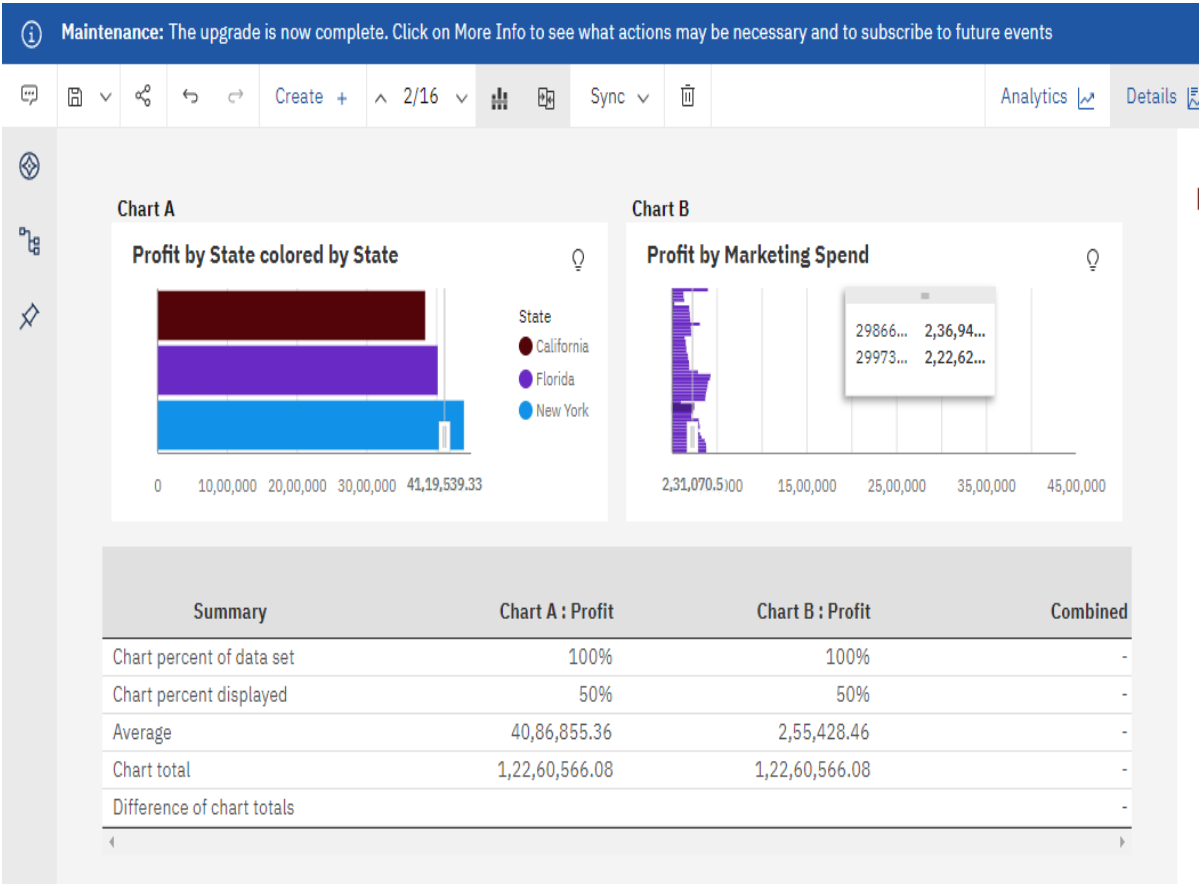 Maintenance: The upgrade is now complete. Click on More Info to see what actions may be necessary and to subscribe to future events
Create + 2/16 Sync Analytics Details
Chart A
Profit by State colored by State
State
California
Florida
New York
0 10,00,000 20,00,000 30,00,000 41,19,539.33
Chart B
Profit by Marketing Spend
29866... 2,36,94...
29973... 2,22,62...
2,31,070.5 00 15,00,000 25,00,000 35,00,000 45,00,000
Summary Chart A : Profit Chart B : Profit Combined
Chart percent of data set 100% 100% -
Chart percent displayed 50% 50% -
Average 40,86,855.36 2,55,428.46 -
Chart total 1,22,60,566.08 1,22,60,566.08 -
Difference of chart totals -